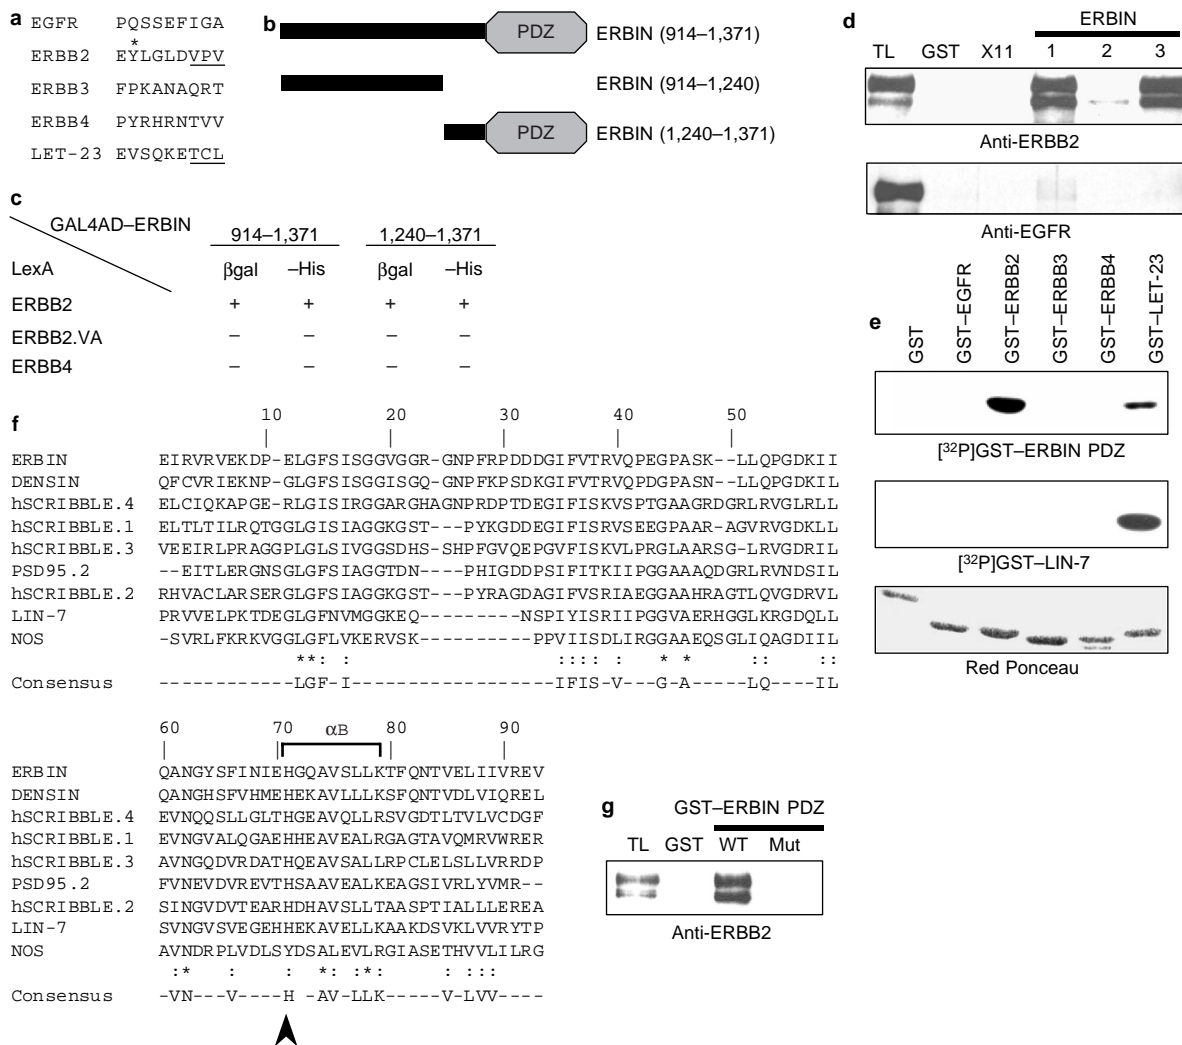 a
EGFR PQSSEFIGA
*
ERBB2 EYLGLDVPV
ERBB3 FPKANAQRT
ERBB4 PYRHRNTVV
LET-23 EVSQKETCL
b
PDZ ERBIN (914–1,371)
ERBIN (914–1,240)
PDZ ERBIN (1,240–1,371)
c
GAL4AD–ERBIN
914–1,371 1,240–1,371
LexA βgal –His βgal –His
ERBB2 + + + +
ERBB2.VA – – – –
ERBB4 – – – –
d
ERBIN
TL GST X11 1 2 3
Anti-ERBB2
Anti-EGFR
e
GST GST–EGFR GST–ERBB2 GST–ERBB3 GST–ERBB4 GST–LET-23
[32P]GST–ERBIN PDZ
[32P]GST–LIN-7
Red Ponceau
f
10 20 30 40 50
ERBIN EIRVRVEKDP-ELGFSISGGVGGR-GNPFRPDDDGIFVTRVQPEGPASK--LLQPGDKII
DENSIN QFCVRIEKNP-GLGFSISGGISGQ-GNPFKPSDKGIFVTRVQPDGPASN--LLQPGDKIL
hSCRIBBLE.4 ELCIQKAPGE-RLGISIRGGARGHAGNPRDPTDEGIFISKVSPTGAAGRDGRLRVGLRLL
hSCRIBBLE.1 ELTLTILRQTGGLGISIAGGKGST---PYKGDDEGIFISRVSEEGPAAR-AGVRVGDKLL
hSCRIBBLE.3 VEEIRLPRAGGPLGLSIVGGSDHS-SHPFGVQEPGVFISKVLPRGLAARSG-LRVGDRIL
PSD95.2 --EITLERGNSGLGFSIAGGTDN----PHIGDDPSIFITKIIPGGAAAQDGRLRVNDSIL
hSCRIBBLE.2 RHVACLARSERGLGFSIAGGKGST---PYRAGDAGIFVSRIAEGGAAHRAGTLQVGDRVL
LIN-7 PRVVELPKTDEGLGFNVMGGKEQ---------NSPIYISRIIPGGVAERHGGLKRGDQLL
NOS -SVRLFKRKVGGLGFLVKERVSK----------PPVIISDLIRGGAAEQSGLIQAGDIIL
**: : :::: : * * :: ::
Consensus ------------LGF-I------------------IFIS-V---G-A-----LQ----IL
60 70 αB 80 90
ERBIN QANGYSFINIEHGQAVSLLKTFQNTVELIIVREV
DENSIN QANGHSFVHMEHEKAVLLLKSFQNTVDLVIQREL
hSCRIBBLE.4 EVNQQSLLGLTHGEAVQLLRSVGDTLTVLVCDGF
hSCRIBBLE.1 EVNGVALQGAEHHEAVEALRGAGTAVQMRVWRER
hSCRIBBLE.3 AVNGQDVRDATHQEAVSALLRPCLELSLLVRRDP
PSD95.2 FVNEVDVREVTHSAAVEALKEAGSIVRLYVMR--
hSCRIBBLE.2 SINGVDVTEARHDHAVSLLTAASPTIALLLEREA
LIN-7 SVNGVSVEGEHHEKAVELLKAAKDSVKLVVRYTP
NOS AVNDRPLVDLSYDSALEVLRGIASETHVVLILRG
:* : : *: :*: : :::
Consensus -VN---V----H AV-LLK-----V-LVV----
g
GST–ERBIN PDZ
TL GST WT Mut
Anti-ERBB2